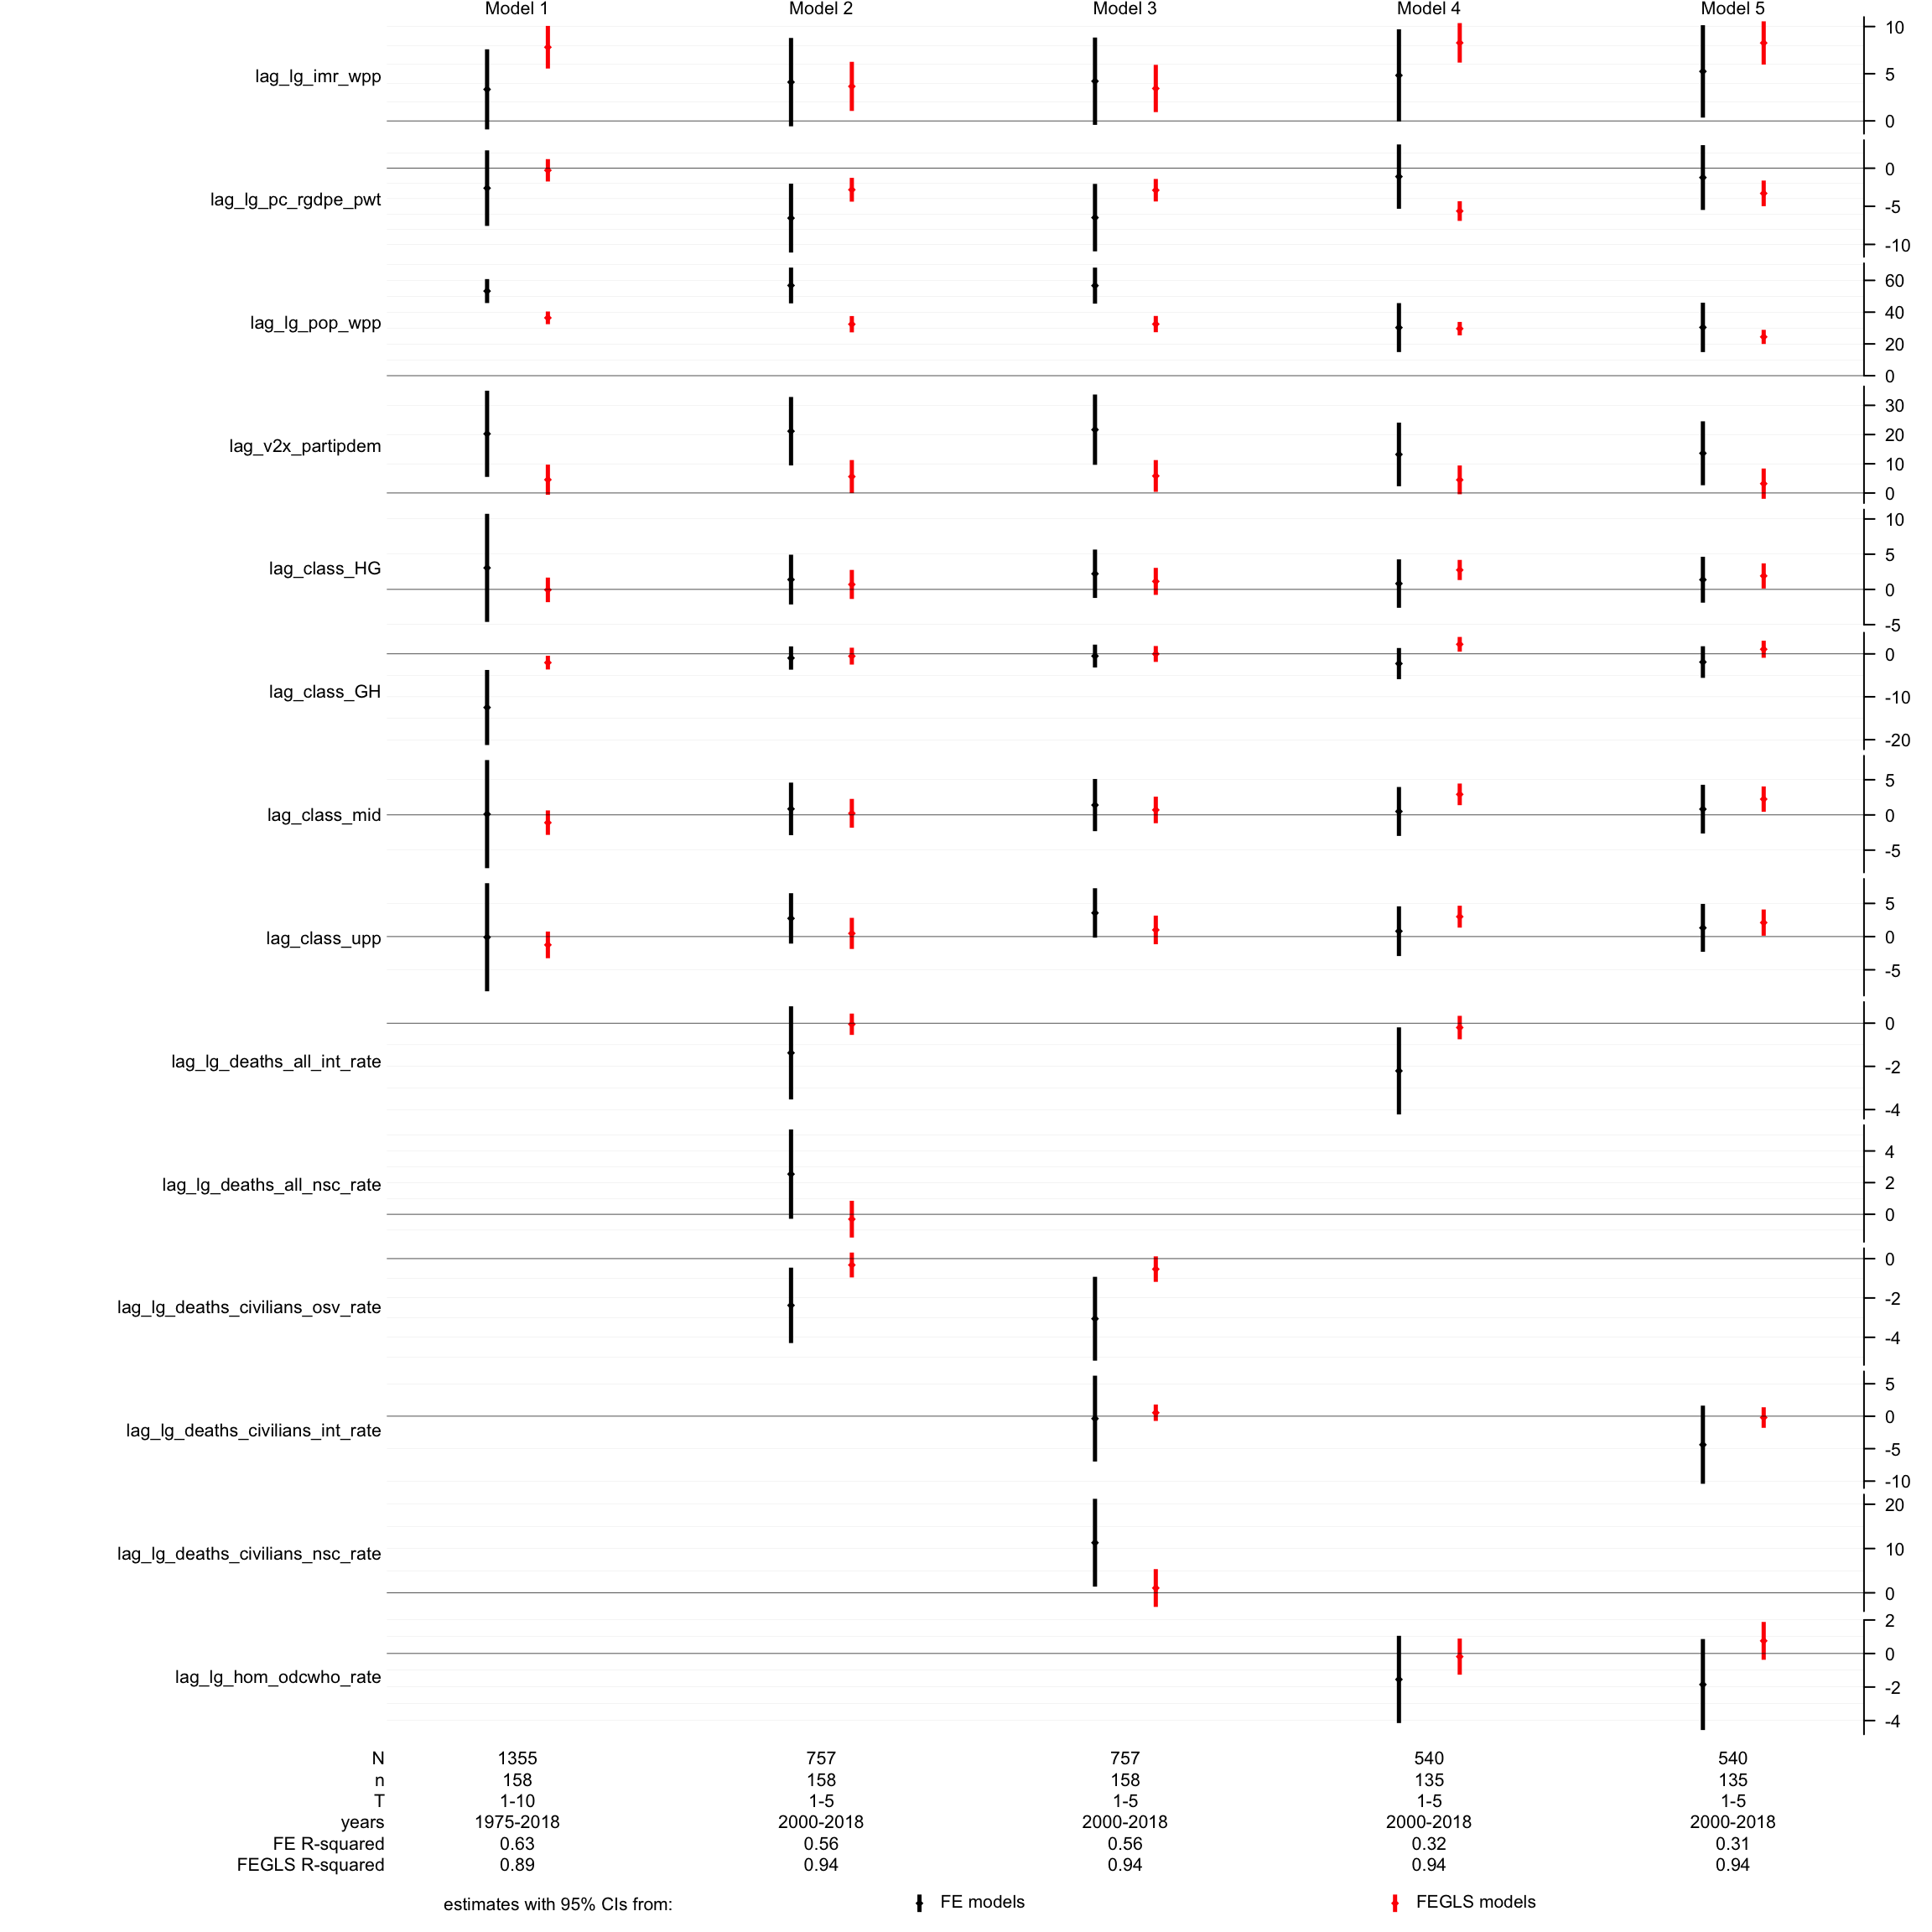 Model 1 Model 2 Model 3 Model 4 Model 5
lag_lg_imr_wpp 10 5 0
lag_lg_pc_rgdpe_pwt 0 -5 -10
lag_lg_pop_wpp 60 40 20 0
lag_v2x_partipdem 30 20 10 0
lag_class_HG 10 5 0 -5
lag_class_GH 0 -10 -20
lag_class_mid 5 0 -5
lag_class_upp 5 0 -5
lag_lg_deaths_all_int_rate 0 -2 -4
lag_lg_deaths_all_nsc_rate 4 2 0
lag_lg_deaths_civilians_osv_rate 0 -2 -4
lag_lg_deaths_civilians_int_rate 5 0 -5 -10
lag_lg_deaths_civilians_nsc_rate 20 10 0
lag_lg_hom_odcwho_rate 2 0 -2 -4
N 1355 757 757 540 540
n 158 158 158 135 135
T 1-10 1-5 1-5 1-5 1-5
years 1975-2018 2000-2018 2000-2018 2000-2018 2000-2018
FE R-squared 0.63 0.56 0.56 0.32 0.31
FEGLS R-squared 0.89 0.94 0.94 0.94 0.94
estimates with 95% CIs from: FE models FEGLS models